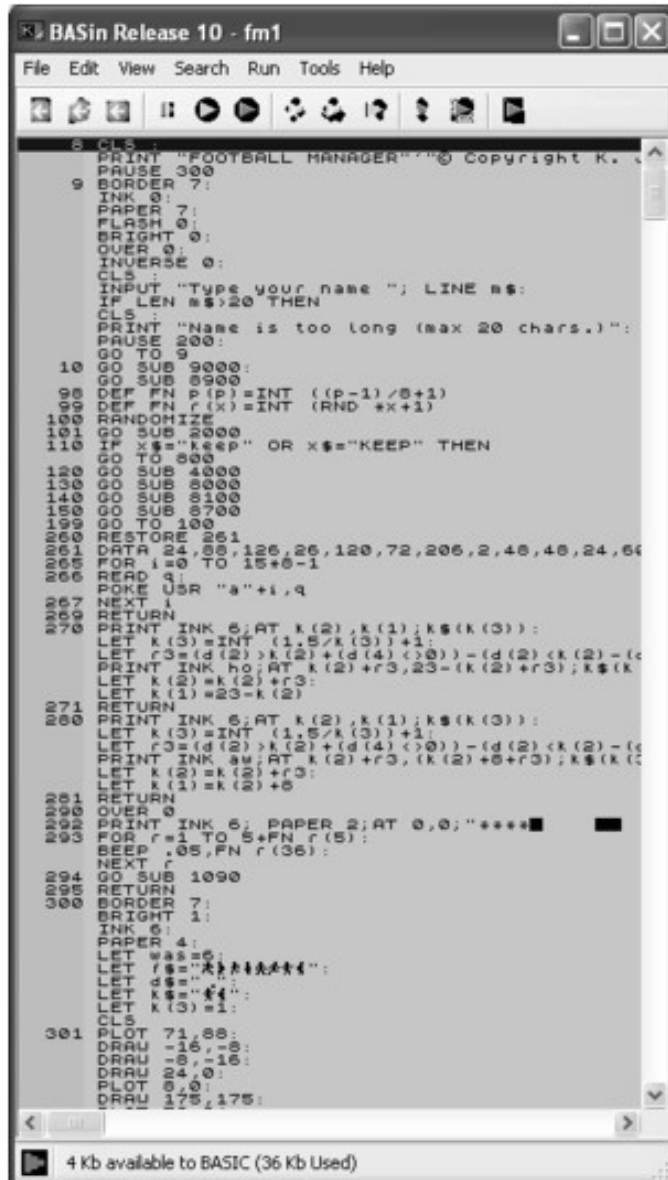 BASin Release 10 - fm1
File Edit View Search Run Tools Help
8 CLS :
PRINT "FOOTBALL MANAGER"'"© Copyright K. J
PAUSE 300
9 BORDER 7:
INK 0:
PAPER 7:
FLASH 0:
BRIGHT 0:
OVER 0:
INVERSE 0:
CLS :
INPUT "Type your name "; LINE m$:
IF LEN m$>20 THEN
CLS :
PRINT "Name is too long (max 20 chars.)":
PAUSE 200:
GO TO 9
10 GO SUB 9000:
GO SUB 8900
98 DEF FN p(p)=INT ((p-1)/8+1)
99 DEF FN r(x)=INT (RND *x+1)
100 RANDOMIZE
101 GO SUB 2000
110 IF x$="keep" OR x$="KEEP" THEN
GO TO 800
120 GO SUB 4000
130 GO SUB 8000
140 GO SUB 8100
150 GO SUB 8700
199 GO TO 100
260 RESTORE 261
261 DATA 24,88,126,26,120,72,206,2,48,48,24,60
265 FOR i=0 TO 15*8-1
266 READ q:
POKE USR "a"+i,q
267 NEXT i
269 RETURN
270 PRINT INK 6;AT k(2),k(1);k$(k(3)):
LET k(3)=INT (1.5/k(3))+1:
LET r3=(d(2)>k(2)+(d(4)<>0))-(d(2)<k(2)-(d
PRINT INK ho;AT k(2)+r3,23-(k(2)+r3);k$(k
LET k(2)=k(2)+r3:
LET k(1)=23-k(2)
271 RETURN
280 PRINT INK 6;AT k(2),k(1);k$(k(3)):
LET k(3)=INT (1.5/k(3))+1:
LET r3=(d(2)>k(2)+(d(4)<>0))-(d(2)<k(2)-(d
PRINT INK aw;AT k(2)+r3,(k(2)+8+r3);k$(k(3
LET k(2)=k(2)+r3:
LET k(1)=k(2)+8
281 RETURN
290 OVER 0
292 PRINT INK 6; PAPER 2;AT 0,0;"****
293 FOR r=1 TO 5+FN r(5):
BEEP .05,FN r(36):
NEXT r
294 GO SUB 1090
295 RETURN
300 BORDER 7:
BRIGHT 1:
INK 6:
PAPER 4:
LET was=6:
LET f$="":
LET d$=".":
LET k$="":
LET k(3)=1:
CLS
301 PLOT 71,88:
DRAW -16,-8:
DRAW -8,-16:
DRAW 24,0:
PLOT 8,0:
DRAW 175,175:
4 Kb available to BASIC (36 Kb Used)